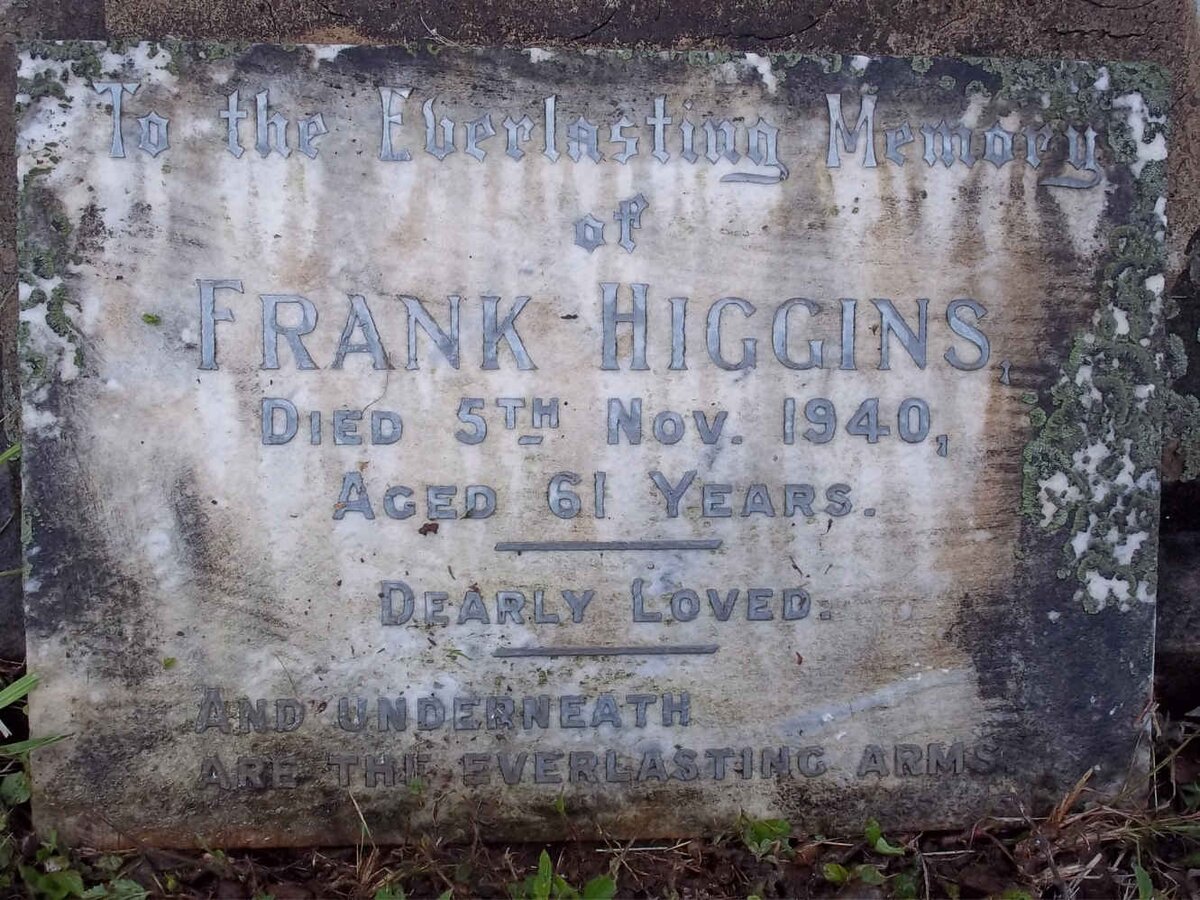 To the Everlasting Memory
of
FRANK HIGGINS,
DIED 5TH NOV. 1940,
AGED 61 YEARS.
DEARLY LOVED.
AND UNDERNEATH
ARE THE EVERLASTING ARMS